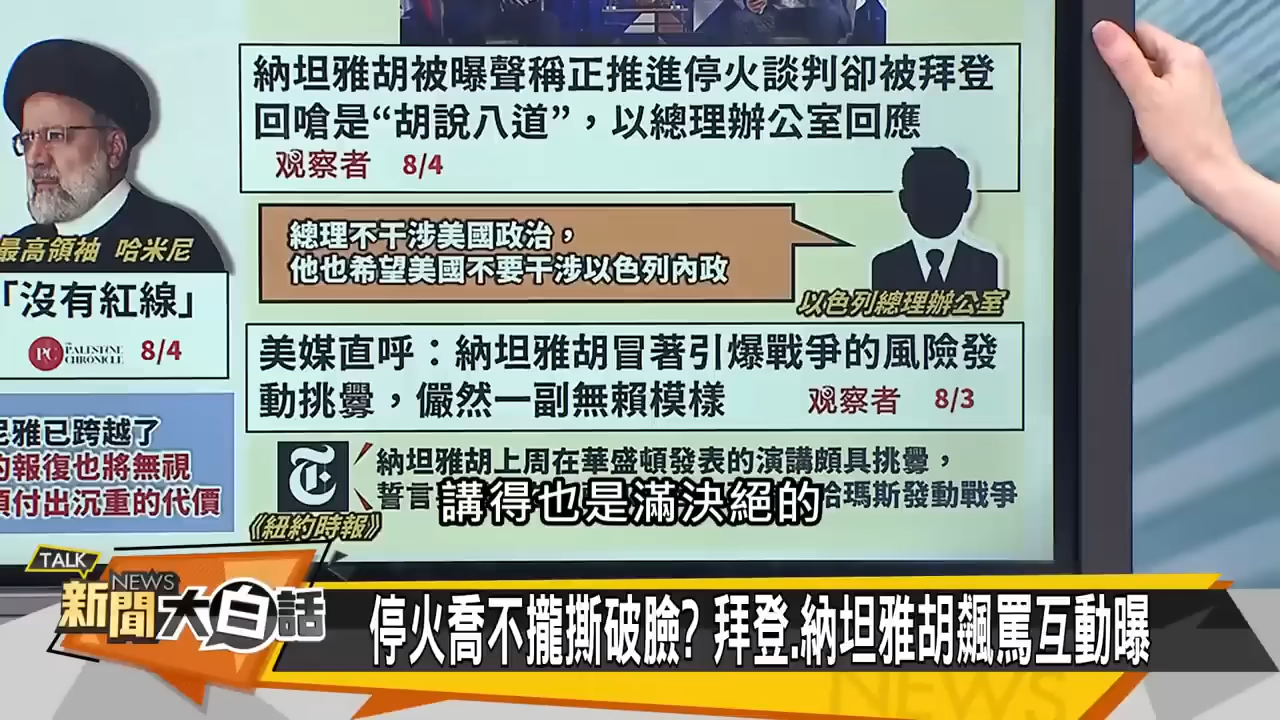 納坦雅胡被曝聲稱正推進停火談判卻被拜登
回嗆是“胡說八道”，以總理辦公室回應
观察者 8/4
總理不干涉美國政治，
他也希望美國不要干涉以色列內政
以色列總理辦公室
最高領袖 哈米尼
「沒有紅線」
PC THE PALESTINE CHRONICLE 8/4
美媒直呼：納坦雅胡冒著引爆戰爭的風險發
動挑釁，儼然一副無賴模樣 观察者 8/3
尼雅已跨越了
報復也將無視
付出沉重的代價
納坦雅胡上周在華盛頓發表的演講頗具挑釁，
誓言 哈瑪斯發動戰爭
《紐約時報》
講得也是滿決絕的
TALK
NEWS
新聞大白話
停火喬不攏撕破臉? 拜登.納坦雅胡飆罵互動曝
NEWS